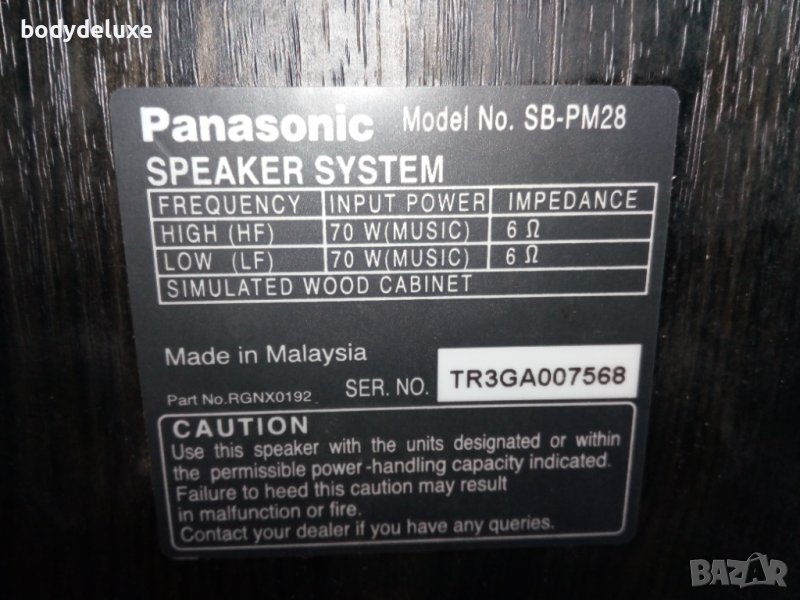 bodydeluxe
Panasonic Model No. SB-PM28
SPEAKER SYSTEM
FREQUENCY INPUT POWER IMPEDANCE
HIGH (HF) 70 W(MUSIC) 6 Ω
LOW (LF) 70 W(MUSIC) 6 Ω
SIMULATED WOOD CABINET
Made in Malaysia
Part No.RGNX0192 SER. NO. TR3GA007568
CAUTION
Use this speaker with the units designated or within
the permissible power-handling capacity indicated.
Failure to heed this caution may result
in malfunction or fire.
Contact your dealer if you have any queries.
BAZAR